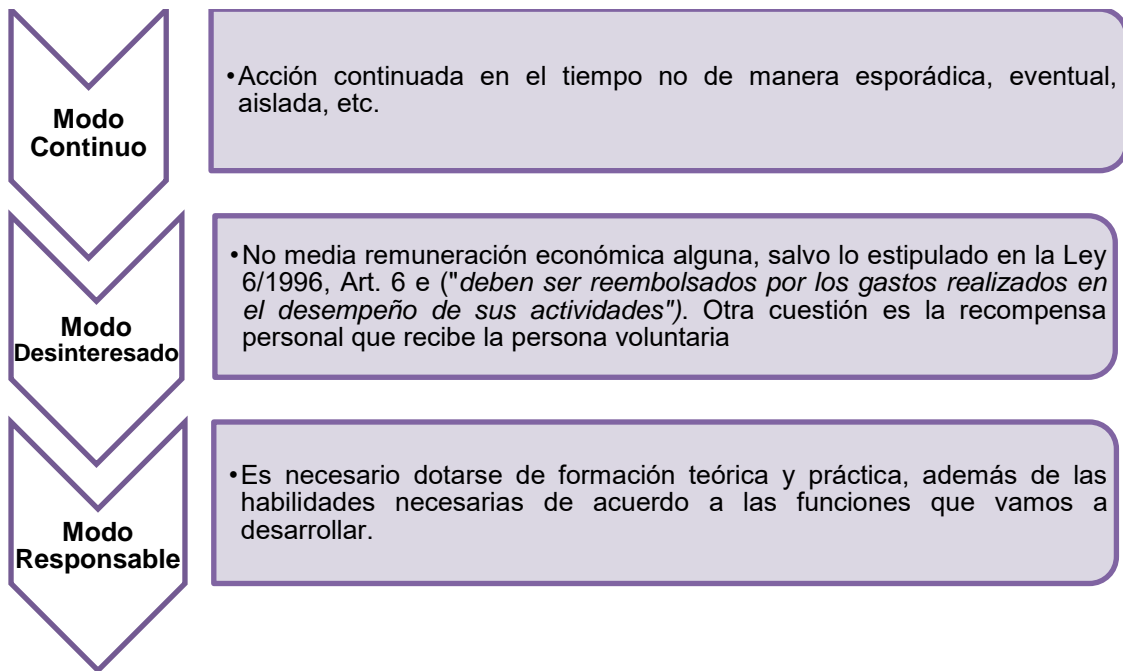 Modo
Continuo
•Acción continuada en el tiempo no de manera esporádica, eventual,
aislada, etc.
Modo
Desinteresado
•No media remuneración económica alguna, salvo lo estipulado en la Ley
6/1996, Art. 6 e ("deben ser reembolsados por los gastos realizados en
el desempeño de sus actividades"). Otra cuestión es la recompensa
personal que recibe la persona voluntaria
Modo
Responsable
•Es necesario dotarse de formación teórica y práctica, además de las
habilidades necesarias de acuerdo a las funciones que vamos a
desarrollar.